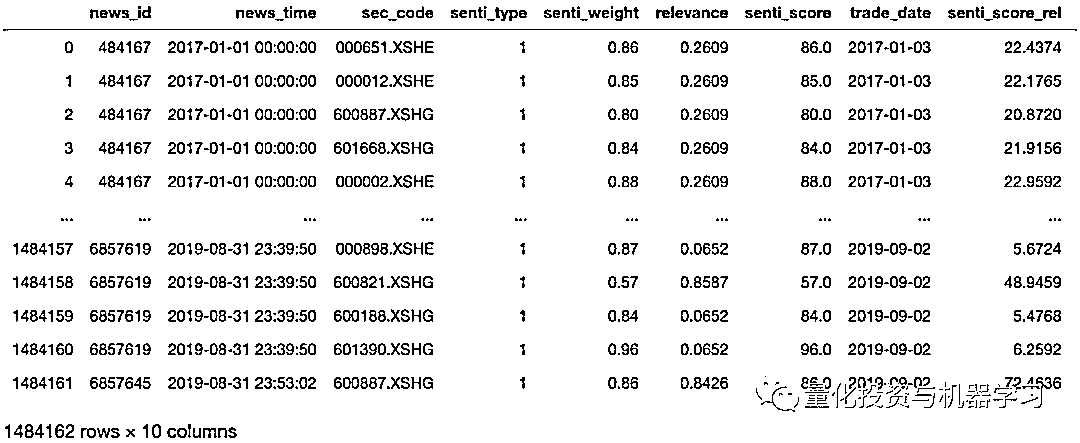 news_id news_time sec_code senti_type senti_weight relevance senti_score trade_date senti_score_rel
0 484167 2017-01-01 00:00:00 000651.XSHE 1 0.86 0.2609 86.0 2017-01-03 22.4374
1 484167 2017-01-01 00:00:00 000012.XSHE 1 0.85 0.2609 85.0 2017-01-03 22.1765
2 484167 2017-01-01 00:00:00 600887.XSHG 1 0.80 0.2609 80.0 2017-01-03 20.8720
3 484167 2017-01-01 00:00:00 601668.XSHG 1 0.84 0.2609 84.0 2017-01-03 21.9156
4 484167 2017-01-01 00:00:00 000002.XSHE 1 0.88 0.2609 88.0 2017-01-03 22.9592
... ... ... ... ... ... ... ... ... ...
1484157 6857619 2019-08-31 23:39:50 000898.XSHE 1 0.87 0.0652 87.0 2019-09-02 5.6724
1484158 6857619 2019-08-31 23:39:50 600821.XSHG 1 0.57 0.8587 57.0 2019-09-02 48.9459
1484159 6857619 2019-08-31 23:39:50 600188.XSHG 1 0.84 0.0652 84.0 2019-09-02 5.4768
1484160 6857619 2019-08-31 23:39:50 601390.XSHG 1 0.96 0.0652 96.0 2019-09-02 6.2592
1484161 6857645 2019-08-31 23:53:02 600887.XSHG 1 0.86 0.8426 86.0 2019-09-02 72.4636
量化投资与机器学习
1484162 rows × 10 columns